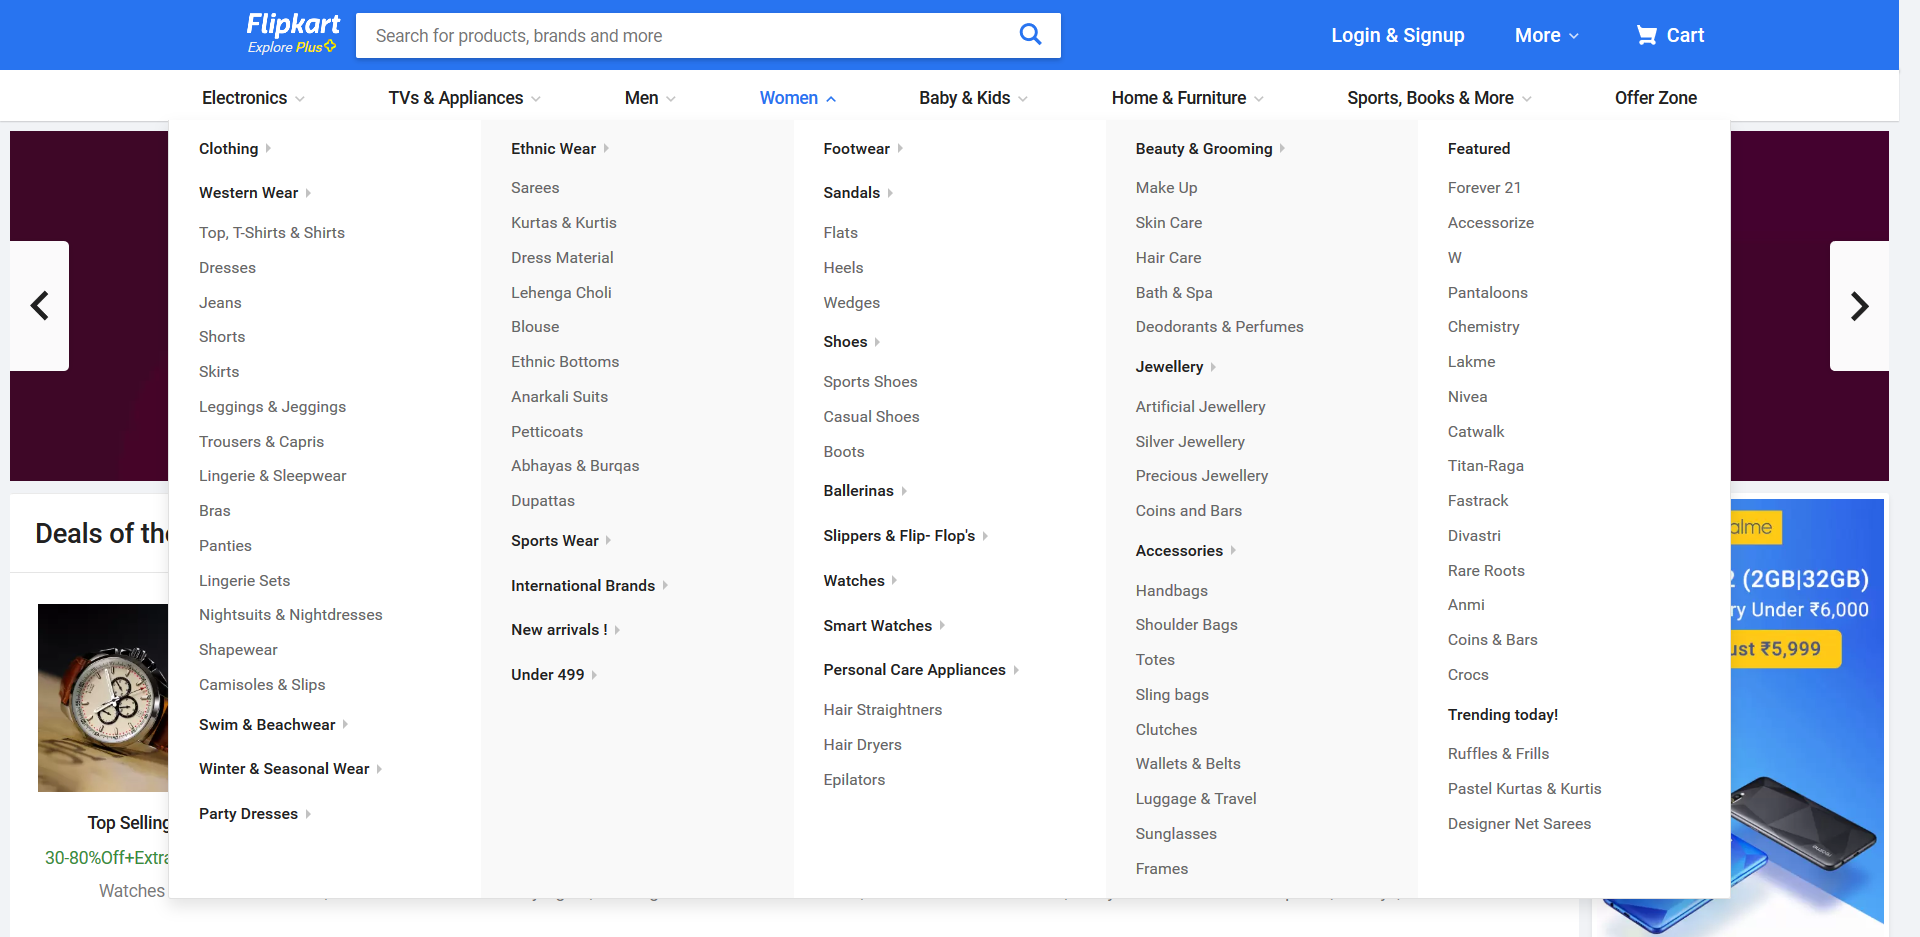 Flipkart
Explore Plus
Search for products, brands and more
Login & Signup
More
Cart
Electronics
TVs & Appliances
Men
Women
Baby & Kids
Home & Furniture
Sports, Books & More
Offer Zone
Clothing
Western Wear
Top, T-Shirts & Shirts
Dresses
Jeans
Shorts
Skirts
Leggings & Jeggings
Trousers & Capris
Lingerie & Sleepwear
Bras
Panties
Lingerie Sets
Nightsuits & Nightdresses
Shapewear
Camisoles & Slips
Swim & Beachwear
Winter & Seasonal Wear
Party Dresses
Ethnic Wear
Sarees
Kurtas & Kurtis
Dress Material
Lehenga Choli
Blouse
Ethnic Bottoms
Anarkali Suits
Petticoats
Abhayas & Burqas
Dupattas
Sports Wear
International Brands
New arrivals !
Under 499
Footwear
Sandals
Flats
Heels
Wedges
Shoes
Sports Shoes
Casual Shoes
Boots
Ballerinas
Slippers & Flip- Flop's
Watches
Smart Watches
Personal Care Appliances
Hair Straightners
Hair Dryers
Epilators
Beauty & Grooming
Make Up
Skin Care
Hair Care
Bath & Spa
Deodorants & Perfumes
Jewellery
Artificial Jewellery
Silver Jewellery
Precious Jewellery
Coins and Bars
Accessories
Handbags
Shoulder Bags
Totes
Sling bags
Clutches
Wallets & Belts
Luggage & Travel
Sunglasses
Frames
Featured
Forever 21
Accessorize
W
Pantaloons
Chemistry
Lakme
Nivea
Catwalk
Titan-Raga
Fastrack
Divastri
Rare Roots
Anmi
Coins & Bars
Crocs
Trending today!
Ruffles & Frills
Pastel Kurtas & Kurtis
Designer Net Sarees
Deals of the
Top Selling
30-80%Off+Extra
Watches
alme
2 (2GB|32GB)
ry Under ₹6,000
ust ₹5,999
realme